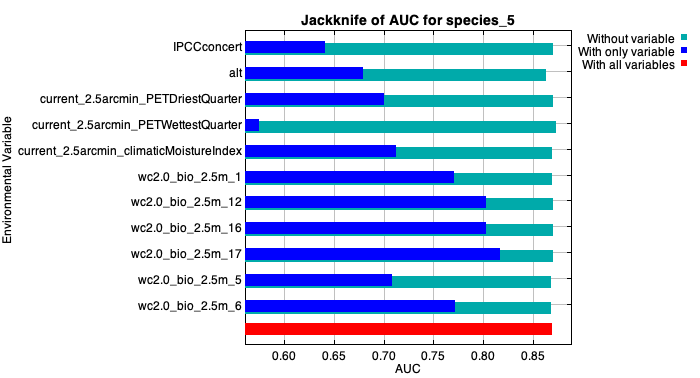 Jackknife of AUC for species_5
Without variable
With only variable
With all variables
Environmental Variable
IPCCconcert
alt
current_2.5arcmin_PETDriestQuarter
current_2.5arcmin_PETWettestQuarter
current_2.5arcmin_climaticMoistureIndex
wc2.0_bio_2.5m_1
wc2.0_bio_2.5m_12
wc2.0_bio_2.5m_16
wc2.0_bio_2.5m_17
wc2.0_bio_2.5m_5
wc2.0_bio_2.5m_6
0.60 0.65 0.70 0.75 0.80 0.85
AUC